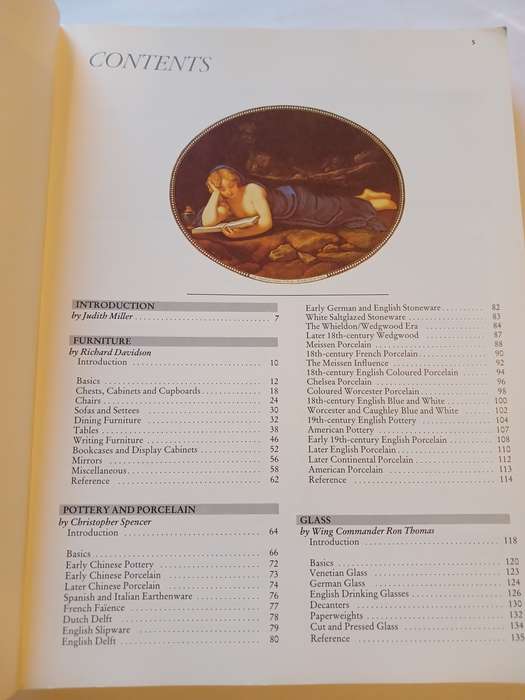 5
CONTENTS
INTRODUCTION
by Judith Miller 7
FURNITURE
by Richard Davidson
Introduction 10
Basics 12
Chests, Cabinets and Cupboards 18
Chairs 24
Sofas and Settees 30
Dining Furniture 32
Tables 38
Writing Furniture 46
Bookcases and Display Cabinets 52
Mirrors 56
Miscellaneous 58
Reference 62
POTTERY AND PORCELAIN
by Christopher Spencer
Introduction 64
Basics 66
Early Chinese Pottery 72
Early Chinese Porcelain 73
Later Chinese Porcelain 74
Spanish and Italian Earthenware 76
French Faïence 77
Dutch Delft 78
English Slipware 79
English Delft 80
Early German and English Stoneware 82
White Saltglazed Stoneware 83
The Whieldon/Wedgwood Era 84
Later 18th-century Wedgwood 87
Meissen Porcelain 88
18th-century French Porcelain 90
The Meissen Influence 92
18th-century English Coloured Porcelain 94
Chelsea Porcelain 96
Coloured Worcester Porcelain 98
18th-century English Blue and White 100
Worcester and Caughley Blue and White 102
19th-century English Pottery 104
American Pottery 107
Early 19th-century English Porcelain 108
Later English Porcelain 110
Later Continental Porcelain 112
American Porcelain 113
Reference 114
GLASS
by Wing Commander Ron Thomas
Introduction 118
Basics 120
Venetian Glass 123
German Glass 124
English Drinking Glasses 126
Decanters 130
Paperweights 132
Cut and Pressed Glass 134
Reference 135